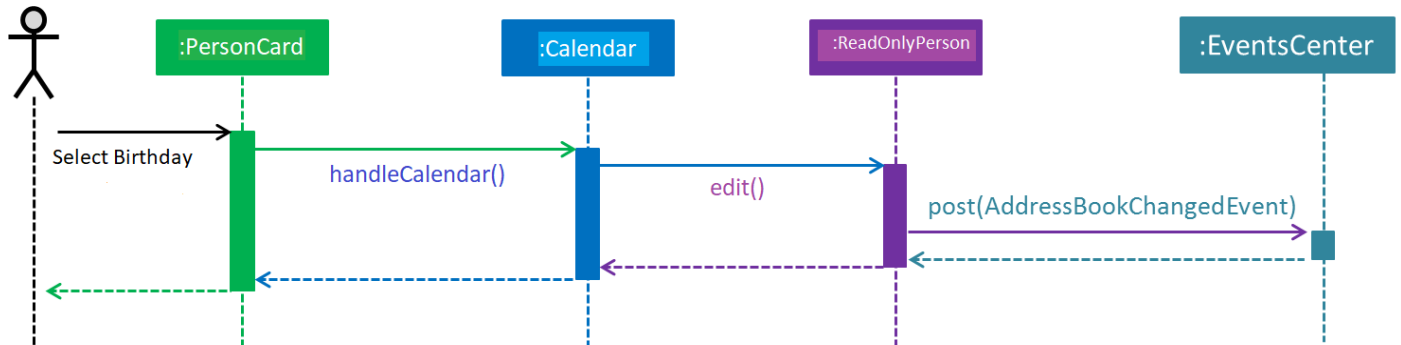 :PersonCard
:Calendar
:ReadOnlyPerson
:EventsCenter
Select Birthday
handleCalendar()
edit()
post(AddressBookChangedEvent)